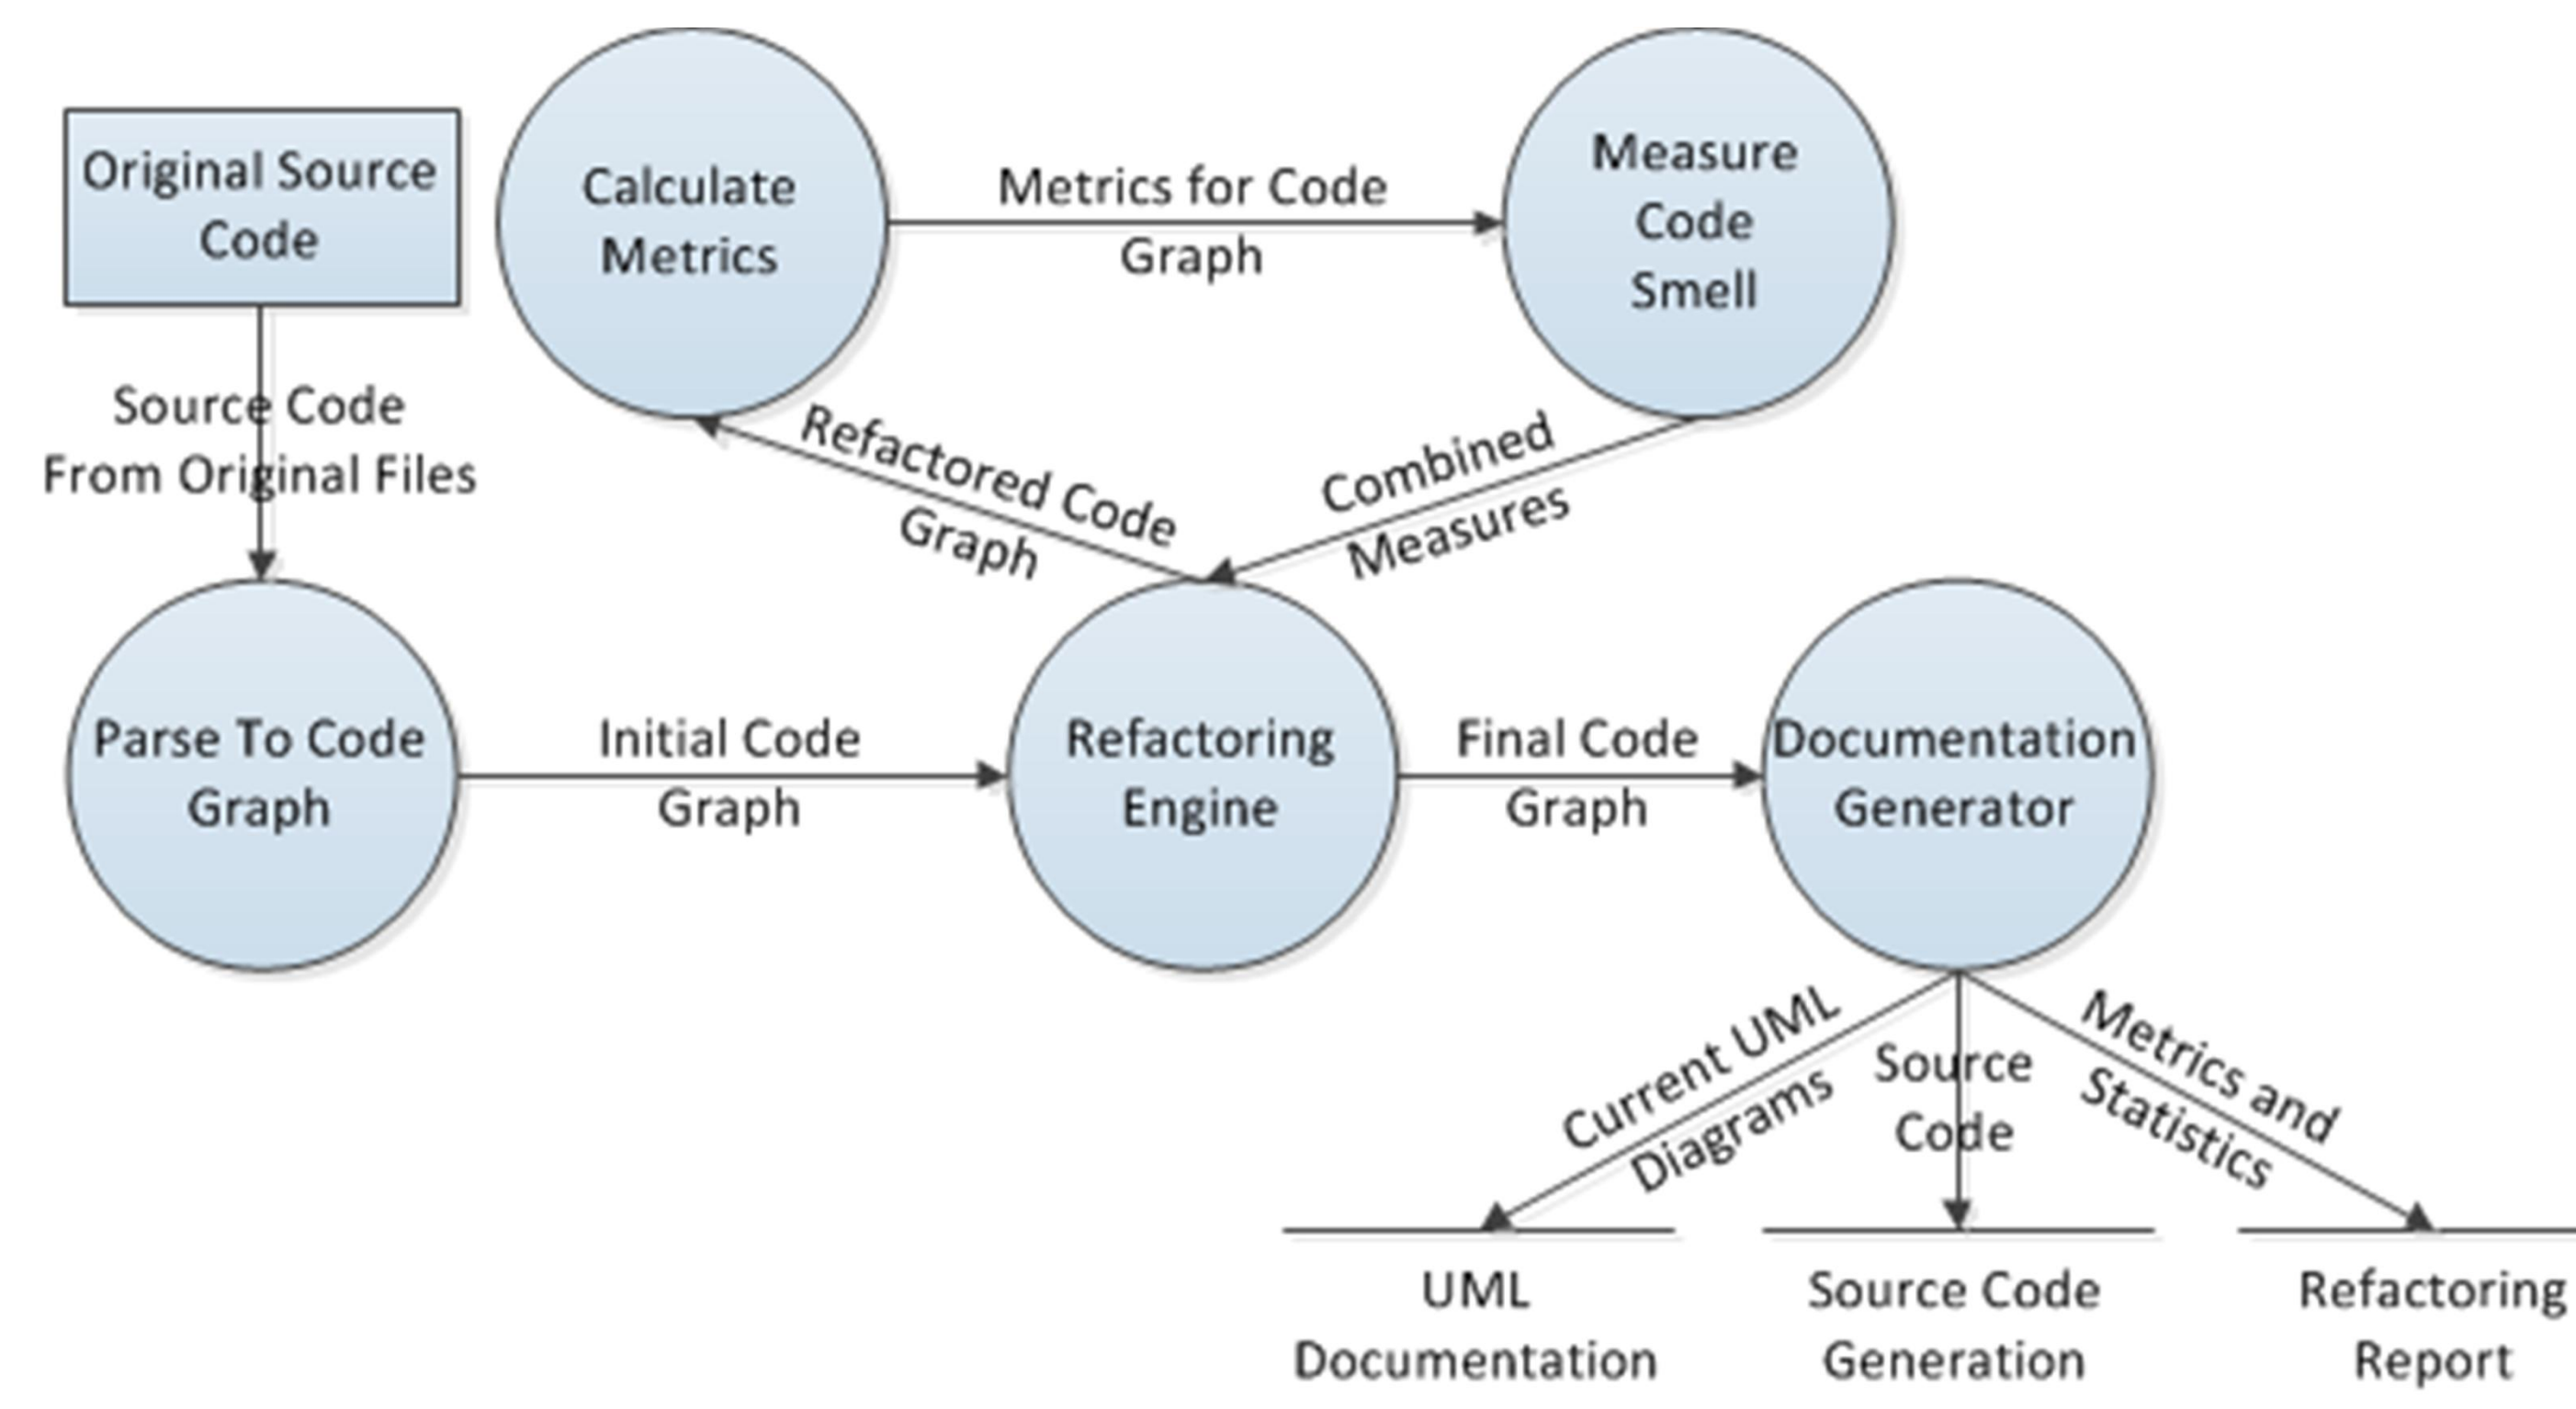 Original Source
Code
Calculate
Metrics
Metrics for Code
Graph
Measure
Code
Smell
Source Code
From Original Files
Refactored Code
Graph
Combined
Measures
Parse To Code
Graph
Initial Code
Graph
Refactoring
Engine
Final Code
Graph
Documentation
Generator
Current UML
Diagrams
Source
Code
Metrics and
Statistics
UML
Documentation
Source Code
Generation
Refactoring
Report